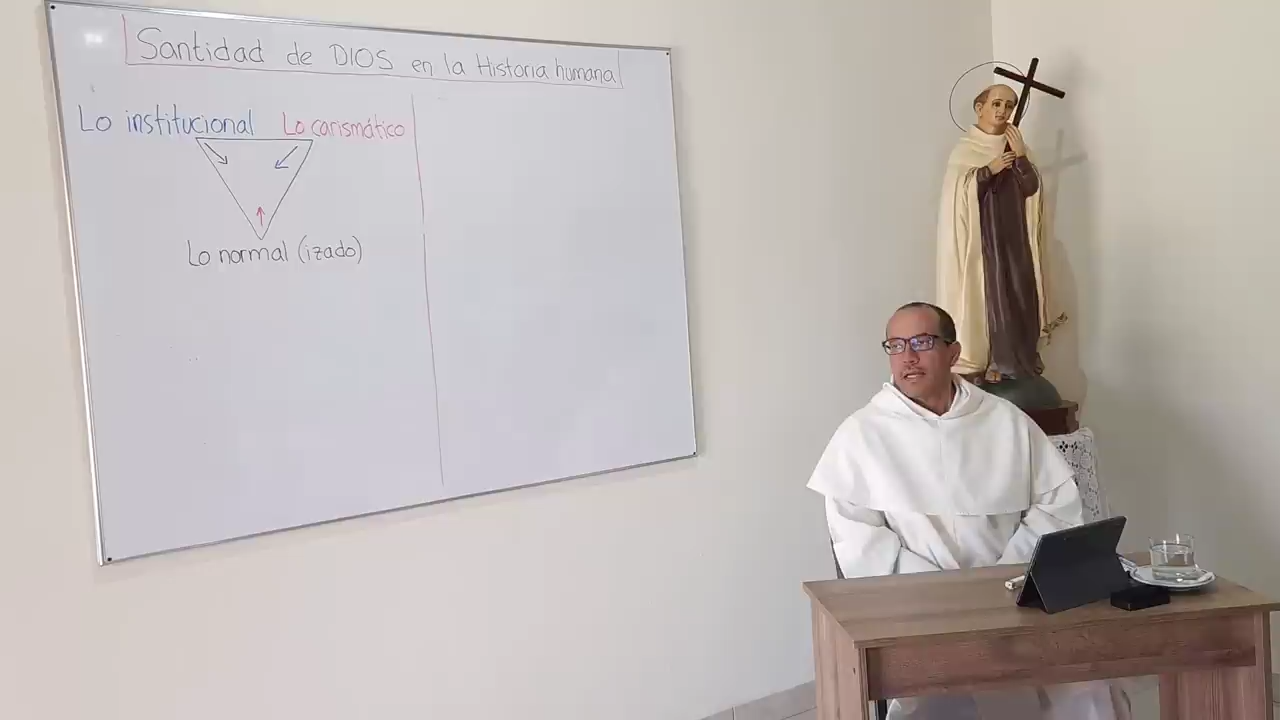 Santidad de DIOS en la Historia humana
Lo institucional Lo carismático
Lo normal (izado)